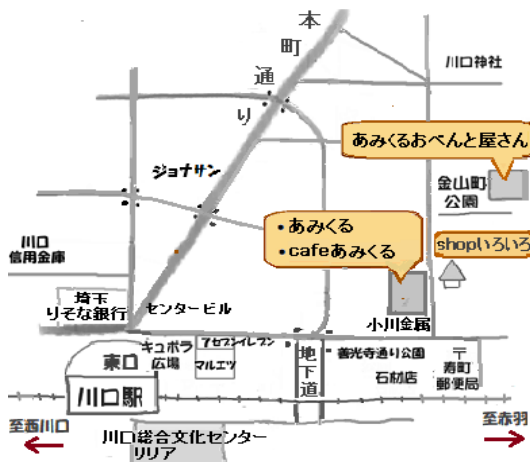 本町通り
川口神社
あみくるおべんと屋さん
ジョナサン
金山町
公園
・あみくる
・cafeあみくる
川口
信用金庫
shopいろいろ
埼玉
りそな銀行
センタービル
小川金属
東口
キュポラ
広場
7セブンイレブン
マルエツ
地下道
善光寺通り公園
石材店
〒
寿町
郵便局
川口駅
至西川口
至赤羽
川口総合文化センター
リリア